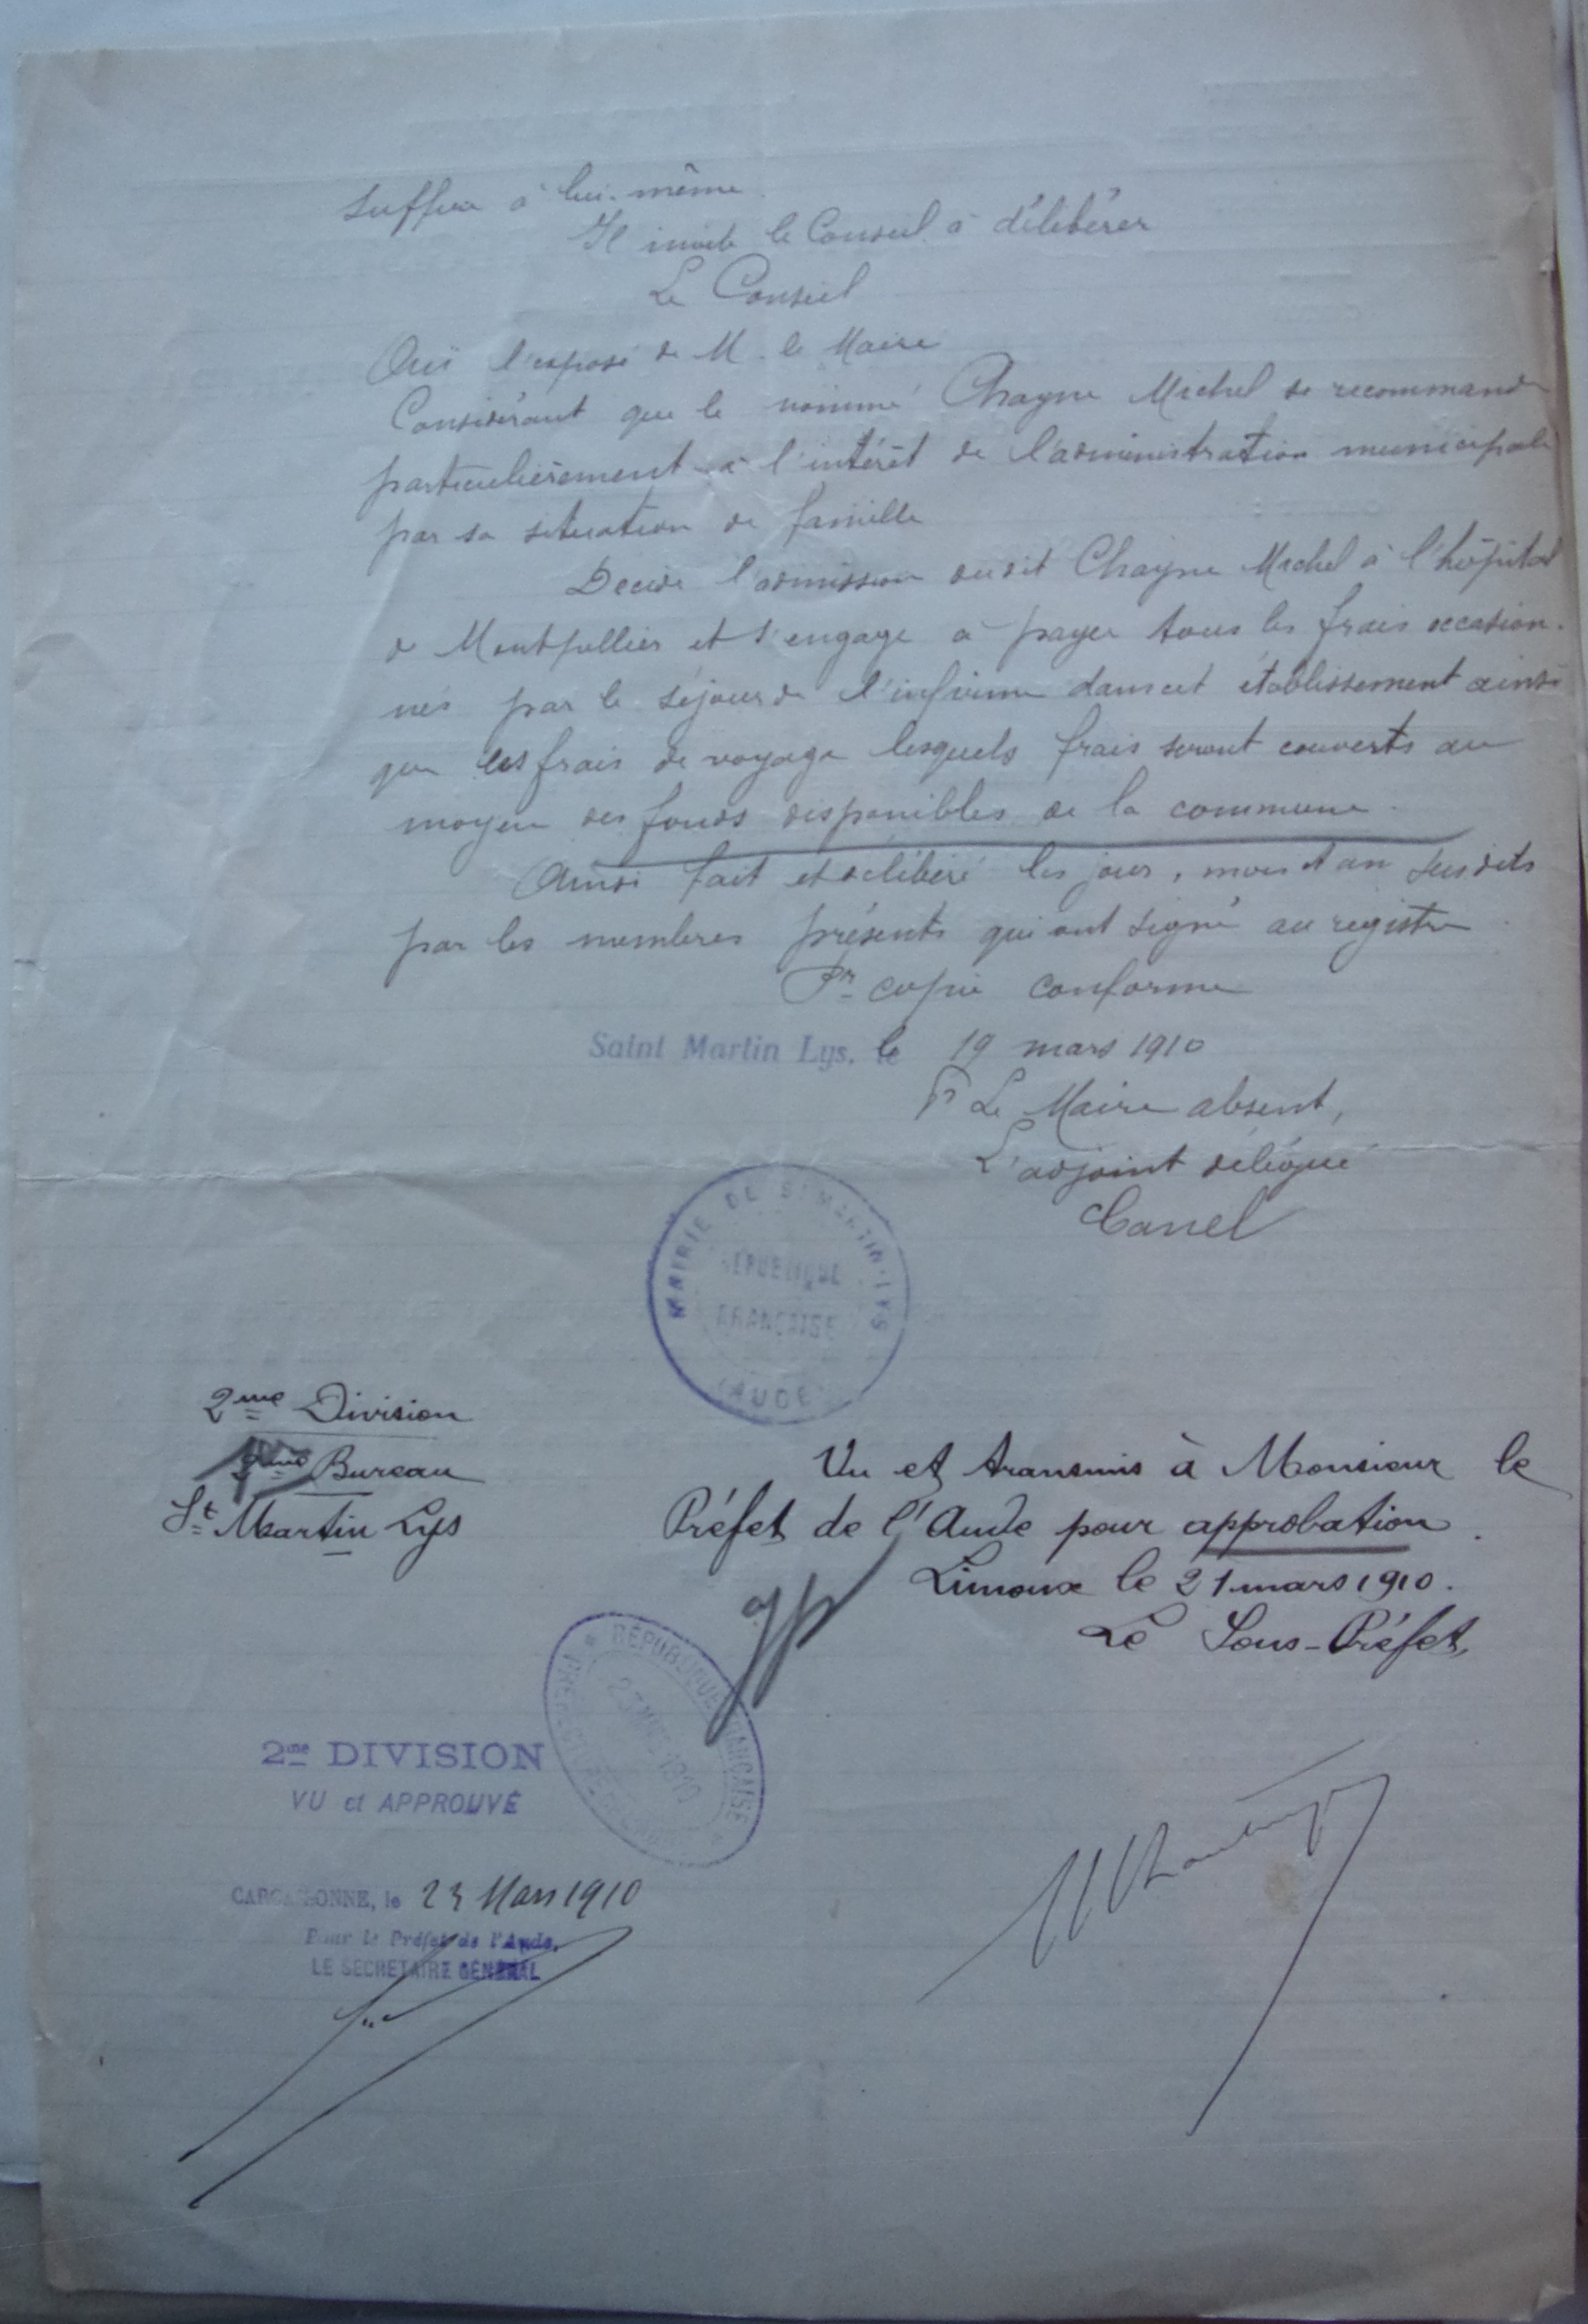 suffire à lui-même.
Il invite le Conseil à délibérer
Le Conseil
Ouï l'exposé de M. le Maire
Considérant que le nommé Chayne Michel se recommande
particulièrement à l'intérêt de l'administration municipale
par sa situation de famille
Décide l'admission dudit Chayne Michel à l'hôpital
de Montpellier et s'engage à payer tous les frais occasion-
nés par le séjour de l'infirme dans cet établissement ainsi
que les frais de voyage lesquels frais seront couverts au
moyen des fonds disponibles de la commune.
Ainsi fait et délibéré les jour, mois et an susdits
par les membres présents qui ont signé au registre.
Pr copie conforme
Saint Martin Lys, le 19 mars 1910
Pr Le Maire absent,
L'adjoint délégué
Canel
MAIRIE DE St MARTIN-LYS
RÉPUBLIQUE
FRANÇAISE
(AUDE)
2me Division
Bureau
St Martin Lys
Vu et transmis à Monsieur le
Préfet de l'Aude pour approbation.
Limoux le 21 mars 1910.
Le Sous-Préfet,
RÉPUBLIQUE FRANÇAISE
23 MARS 1910
2me DIVISION
VU et APPROUVÉ
CARCASSONNE, le 23 Mars 1910
Pour le Préfet de l'Aude,
LE SECRÉTAIRE GÉNÉRAL